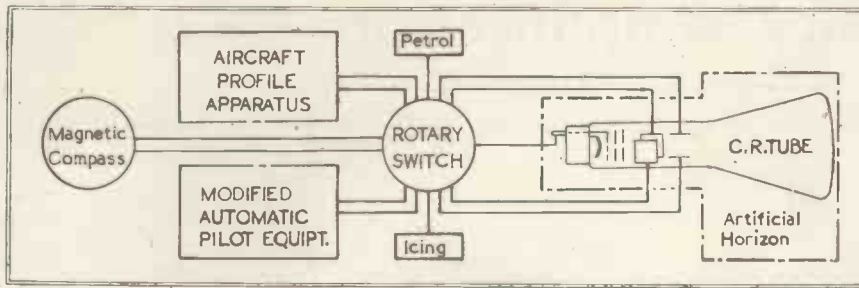 Petrol
AIRCRAFT
PROFILE
APPARATUS
Magnetic
Compass
ROTARY
SWITCH
C.R.TUBE
MODIFIED
AUTOMATIC
PILOT EQUIPT.
Icing
Artificial
Horizon